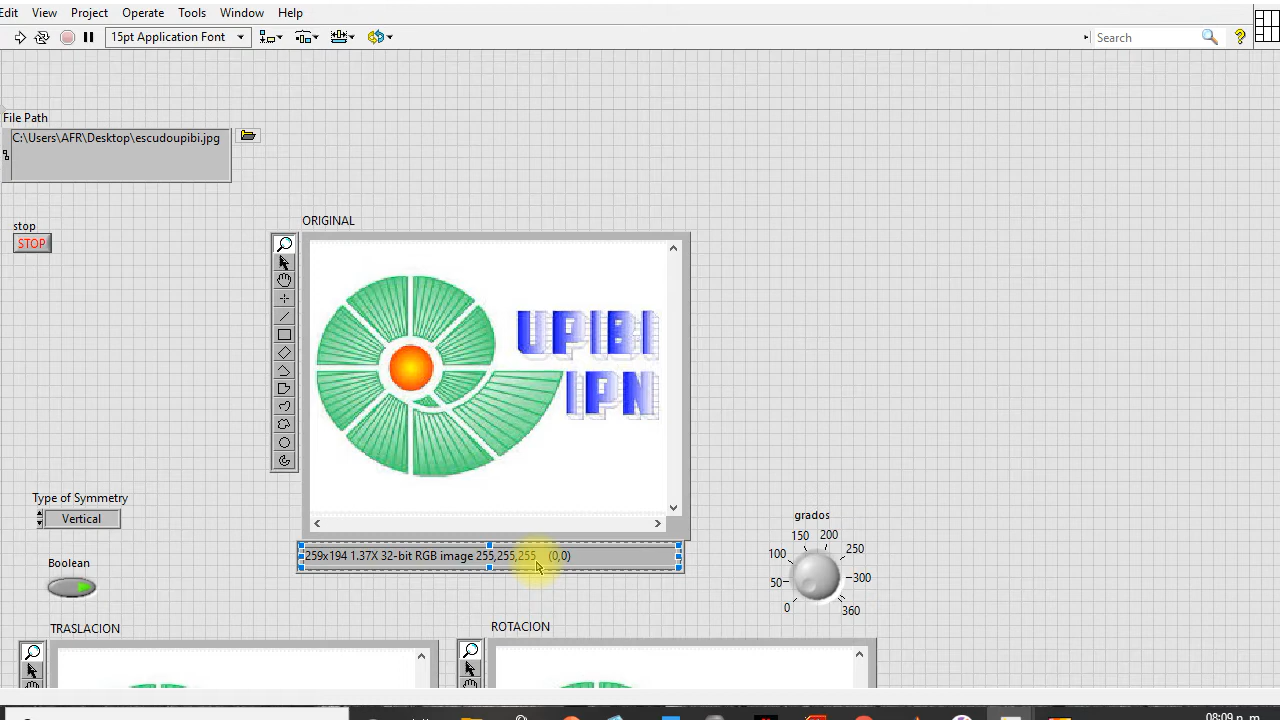 Edit View Project Operate Tools Window Help
15pt Application Font
Search
?
File Path
C:\Users\AFR\Desktop\escudoupibi.jpg
stop
STOP
ORIGINAL
UPIBI
IPN
259x194 1.37X 32-bit RGB image 255,255,255 (0,0)
Type of Symmetry
Vertical
Boolean
grados
0
50
100
150
200
250
300
360
TRASLACION
ROTACION